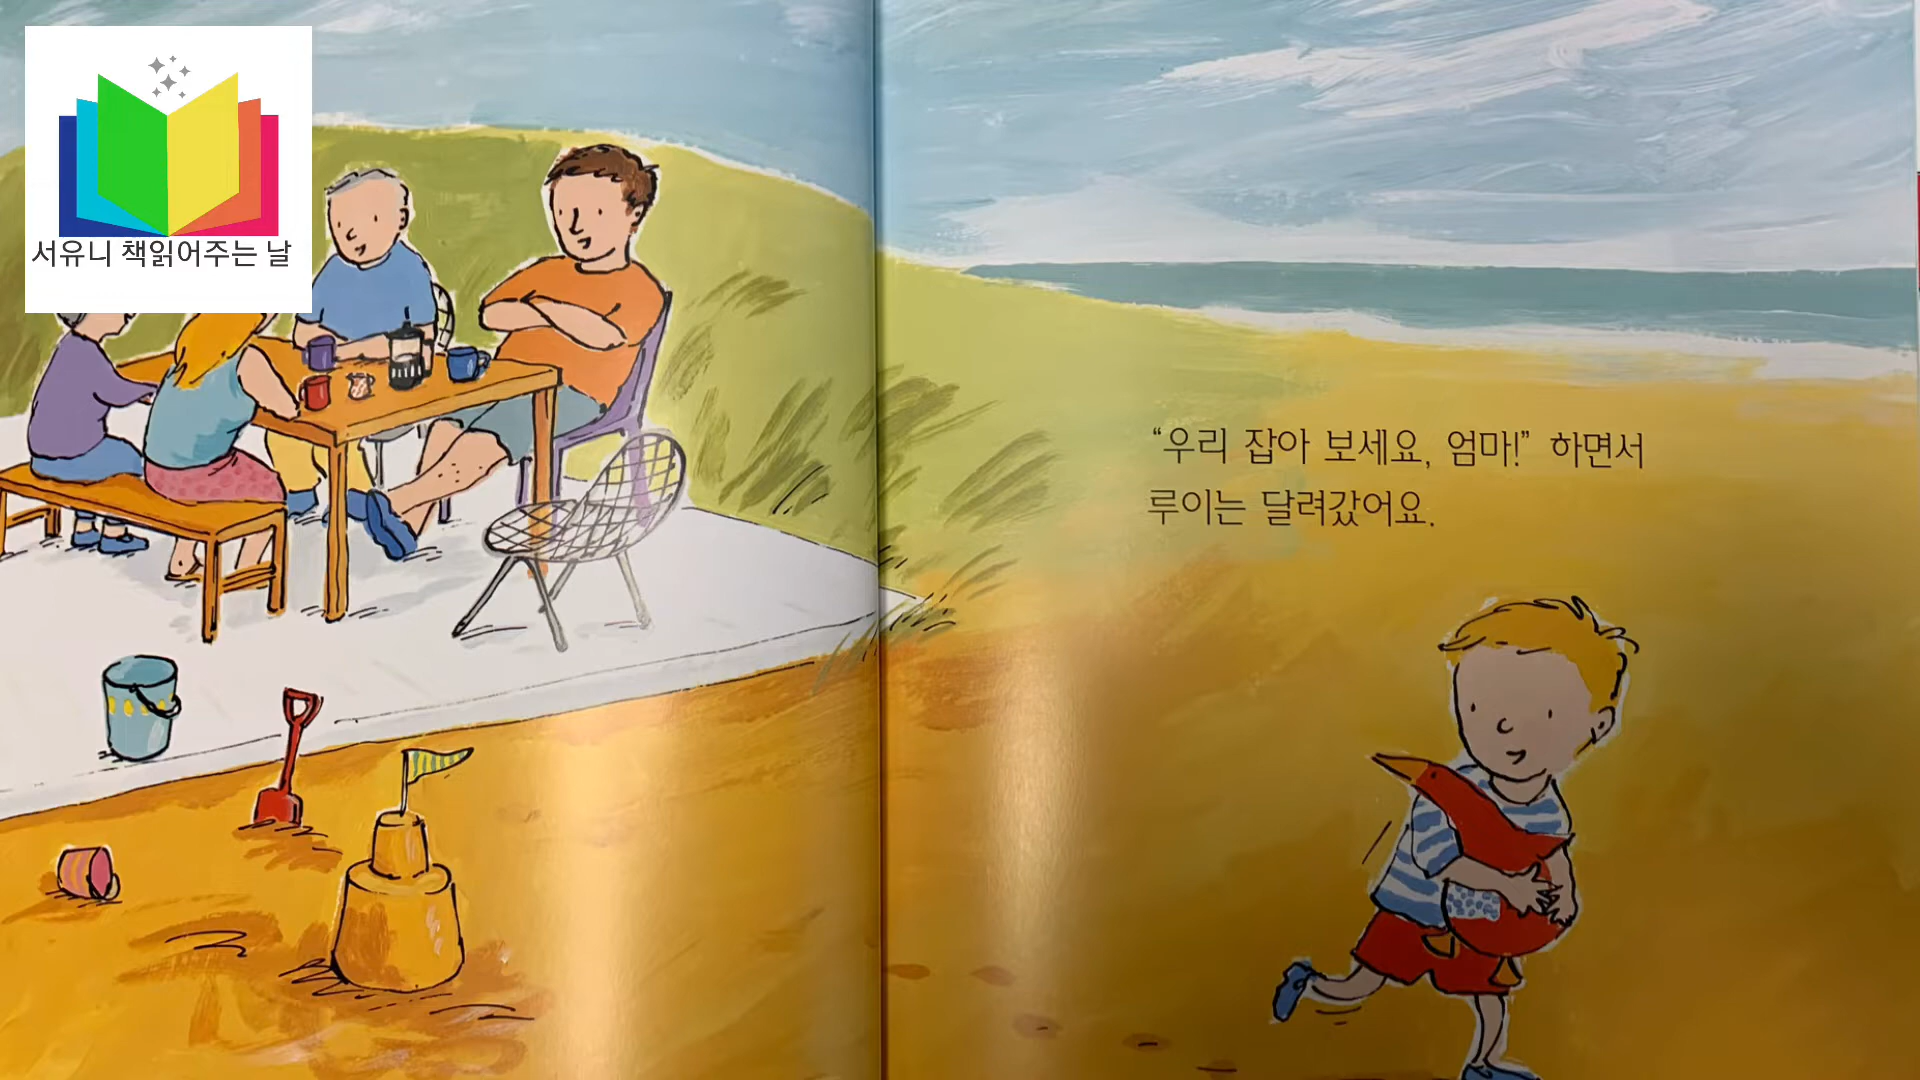 서유니 책읽어주는 날
“우리 잡아 보세요, 엄마!” 하면서
루이는 달려갔어요.